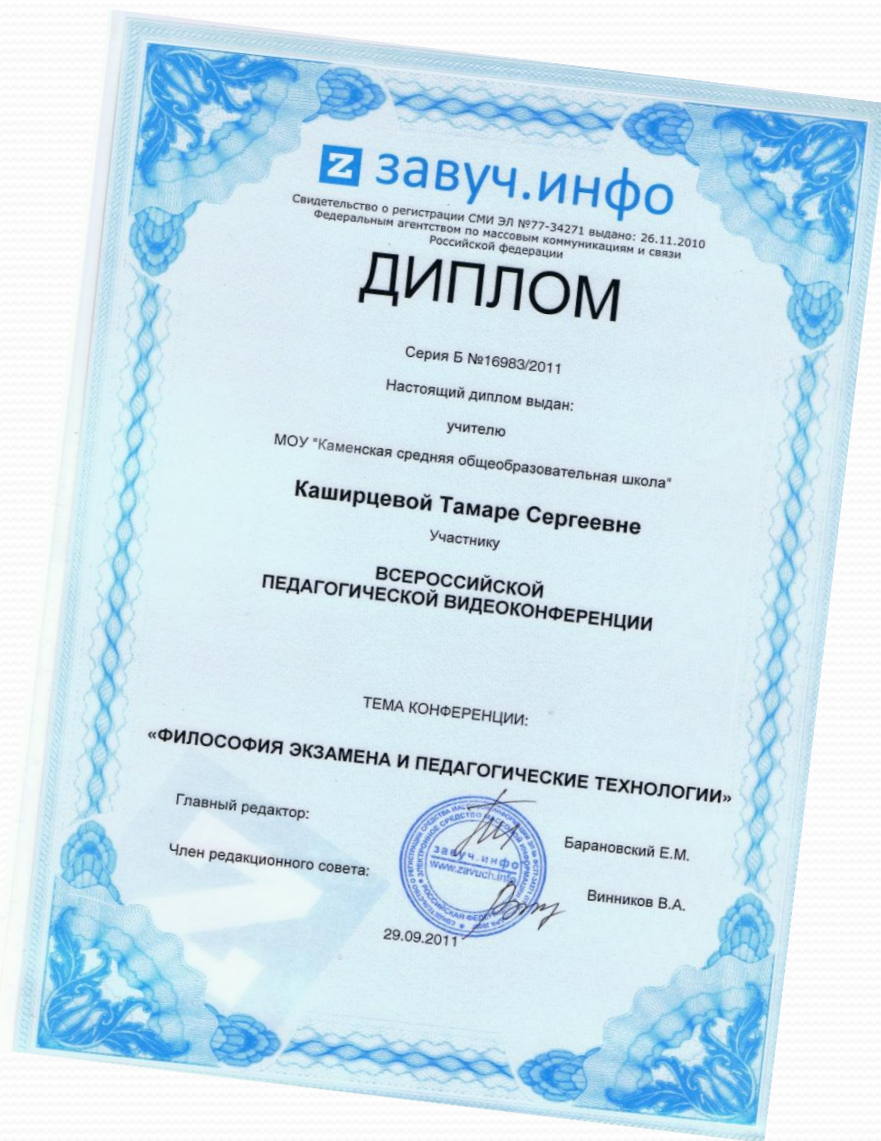 Z завуч.инфо
Свидетельство о регистрации СМИ ЭЛ №77-34271 выдано: 26.11.2010
Федеральным агентством по массовым коммуникациям и связи
Российской федерации
ДИПЛОМ
Серия Б №16983/2011
Настоящий диплом выдан:
учителю
МОУ "Каменская средняя общеобразовательная школа"
Каширцевой Тамаре Сергеевне
Участнику
ВСЕРОССИЙСКОЙ
ПЕДАГОГИЧЕСКОЙ ВИДЕОКОНФЕРЕНЦИИ
ТЕМА КОНФЕРЕНЦИИ:
«ФИЛОСОФИЯ ЭКЗАМЕНА И ПЕДАГОГИЧЕСКИЕ ТЕХНОЛОГИИ»
Главный редактор:
Барановский Е.М.
завуч.инфо
www.zavuch.info
Член редакционного совета:
Винников В.А.
29.09.2011